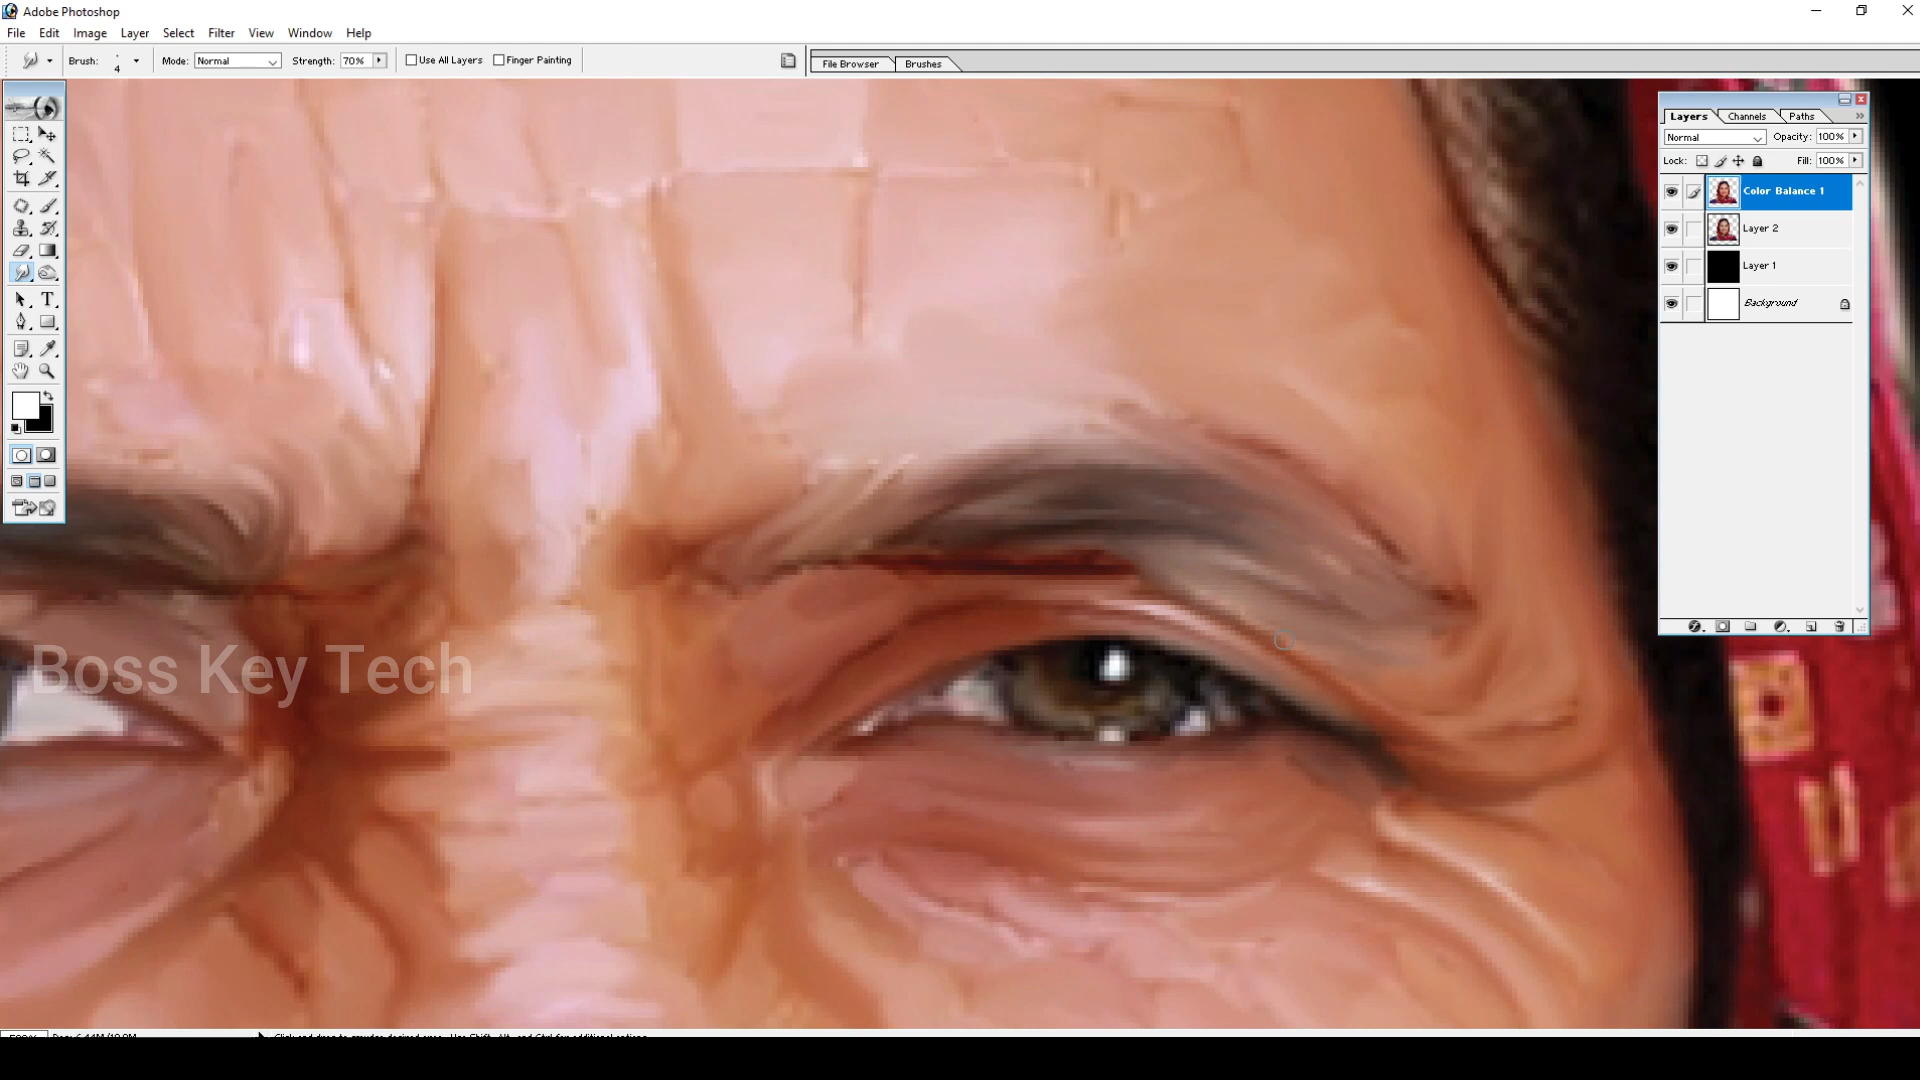 Adobe Photoshop
File Edit Image Layer Select Filter View Window Help
Brush: 4 Mode: Normal Strength: 70% Use All Layers Finger Painting File Browser Brushes
Layers Channels Paths
Normal Opacity: 100%
Lock: Fill: 100%
Color Balance 1
Layer 2
Layer 1
Background
T
Boss Key Tech